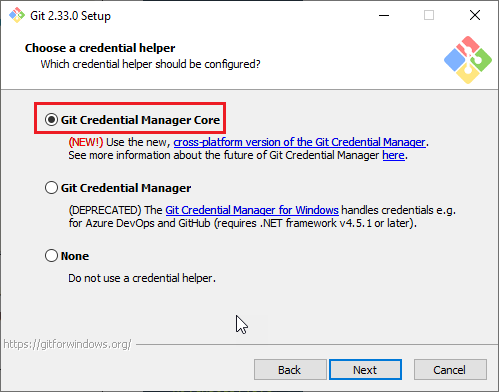 Git 2.33.0 Setup
Choose a credential helper
Which credential helper should be configured?
Git Credential Manager Core
(NEW!) Use the new, cross-platform version of the Git Credential Manager.
See more information about the future of Git Credential Manager here.
Git Credential Manager
(DEPRECATED) The Git Credential Manager for Windows handles credentials e.g.
for Azure DevOps and GitHub (requires .NET framework v4.5.1 or later).
None
Do not use a credential helper.
https://gitforwindows.org/
Back Next Cancel